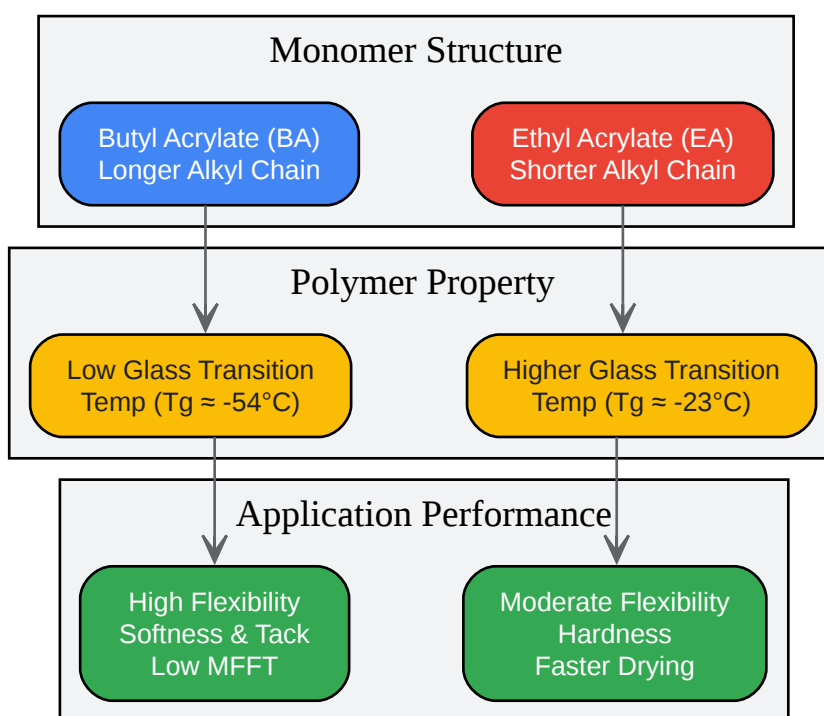 Monomer Structure
Butyl Acrylate (BA)
Longer Alkyl Chain
Ethyl Acrylate (EA)
Shorter Alkyl Chain
Polymer Property
Low Glass Transition
Temp (Tg ≈ -54°C)
Higher Glass Transition
Temp (Tg ≈ -23°C)
Application Performance
High Flexibility
Softness & Tack
Low MFFT
Moderate Flexibility
Hardness
Faster Drying